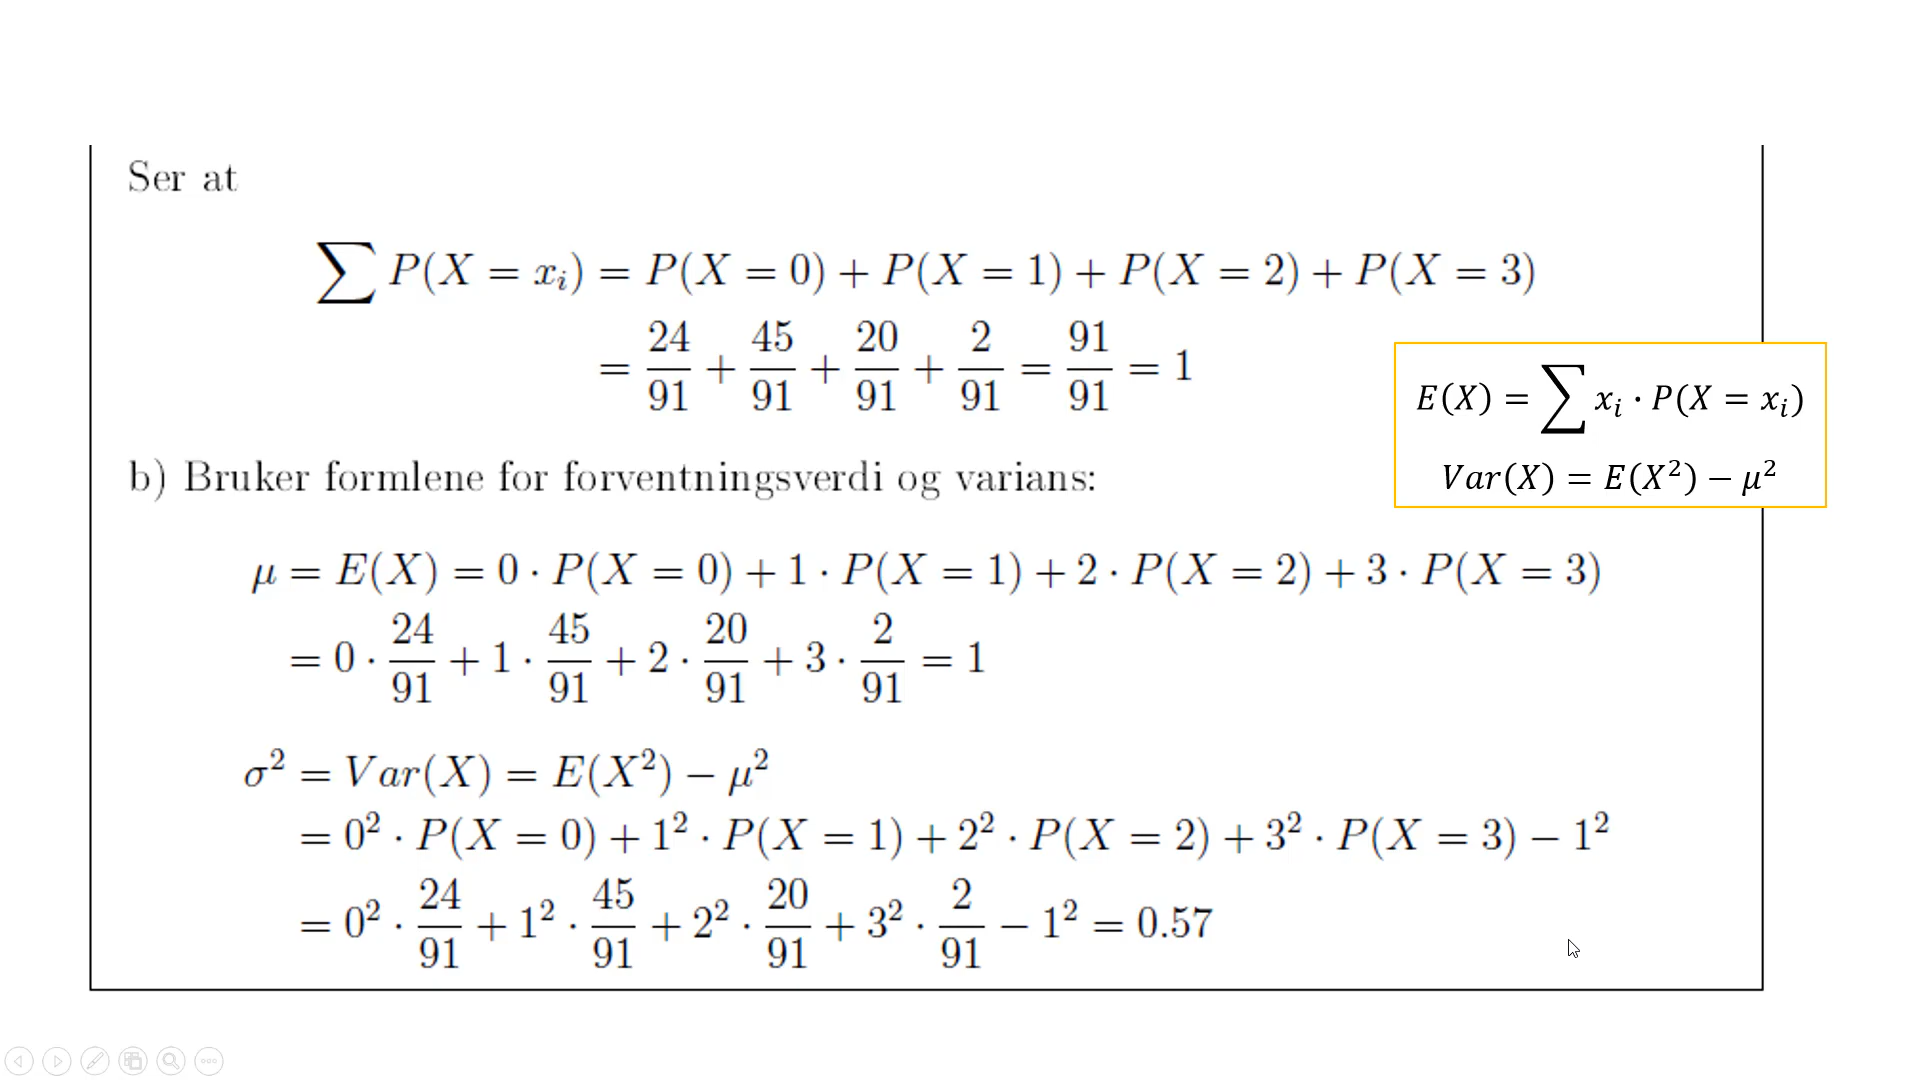 Ser at
∑ P(X = xᵢ) = P(X = 0) + P(X = 1) + P(X = 2) + P(X = 3)
= 24/91 + 45/91 + 20/91 + 2/91 = 91/91 = 1
E(X) = ∑ xᵢ · P(X = xᵢ)
Var(X) = E(X²) − μ²
b) Bruker formlene for forventningsverdi og varians:
μ = E(X) = 0 · P(X = 0) + 1 · P(X = 1) + 2 · P(X = 2) + 3 · P(X = 3)
= 0 · 24/91 + 1 · 45/91 + 2 · 20/91 + 3 · 2/91 = 1
σ² = Var(X) = E(X²) − μ²
= 0² · P(X = 0) + 1² · P(X = 1) + 2² · P(X = 2) + 3² · P(X = 3) − 1²
= 0² · 24/91 + 1² · 45/91 + 2² · 20/91 + 3² · 2/91 − 1² = 0.57